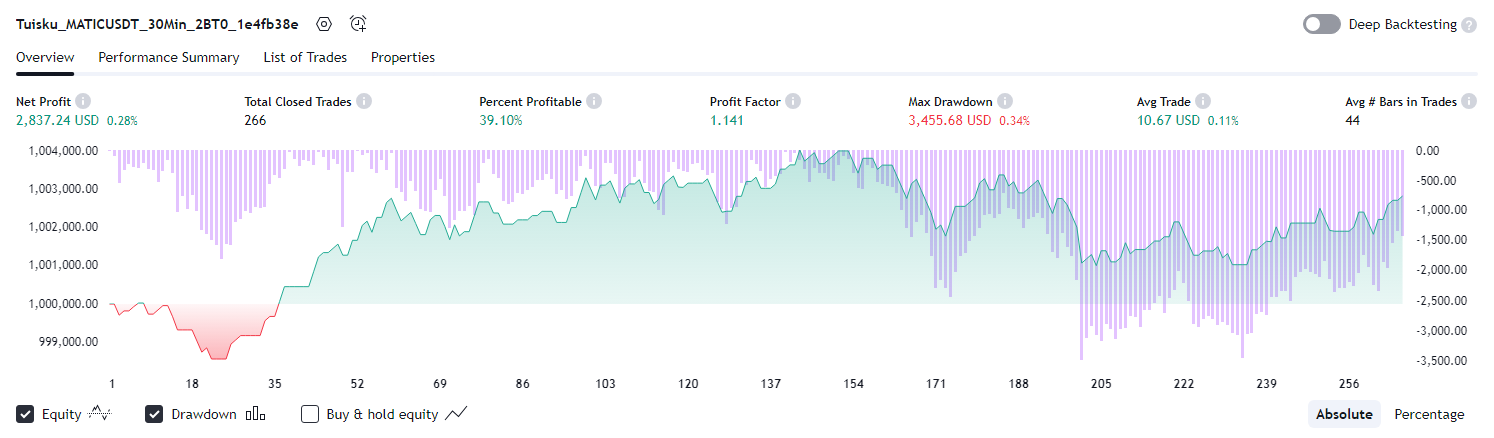 Tuisku_MATICUSDT_30Min_2BT0_1e4fb38e Deep Backtesting
Overview Performance Summary List of Trades Properties
Net Profit Total Closed Trades Percent Profitable Profit Factor Max Drawdown Avg Trade Avg # Bars in Trades
2,837.24 USD 0.28% 266 39.10% 1.141 3,455.68 USD 0.34% 10.67 USD 0.11% 44
1,004,000.00 0.00
1,003,000.00 -500.00
1,002,000.00 -1,000.00
1,001,000.00 -1,500.00
1,000,000.00 -2,000.00
999,000.00 -2,500.00
-3,000.00
-3,500.00
1 18 35 52 69 86 103 120 137 154 171 188 205 222 239 256
Equity Drawdown Buy & hold equity Absolute Percentage